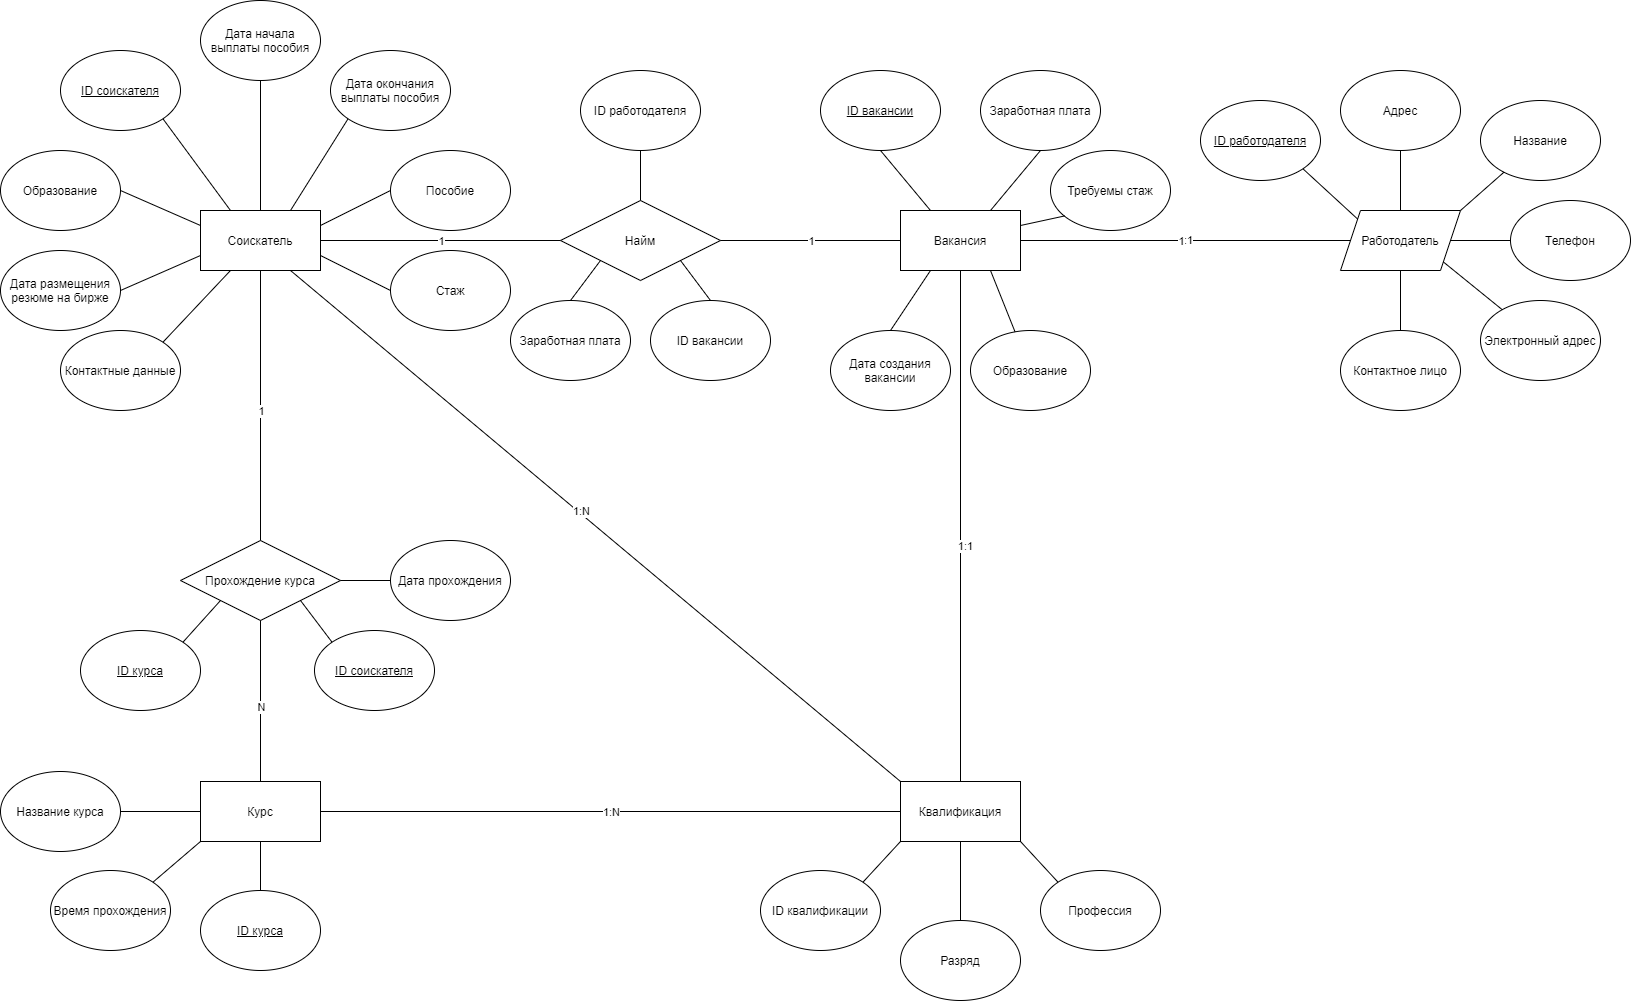 Дата начала
выплаты пособия
ID соискателя
Дата окончания
выплаты пособия
ID работодателя
ID вакансии
Заработная плата
ID работодателя
Адрес
Название
Образование
Пособие
Требуемы стаж
Соискатель
1
Найм
1
Вакансия
1:1
Работодатель
Телефон
Дата размещения
резюме на бирже
Стаж
Контактные данные
Заработная плата
ID вакансии
Дата создания
вакансии
Образование
Контактное лицо
Электронный адрес
1
1:N
1:1
Прохождение курса
Дата прохождения
ID курса
ID соискателя
N
Название курса
Курс
1:N
Квалификация
Время прохождения
ID курса
ID квалификации
Разряд
Профессия